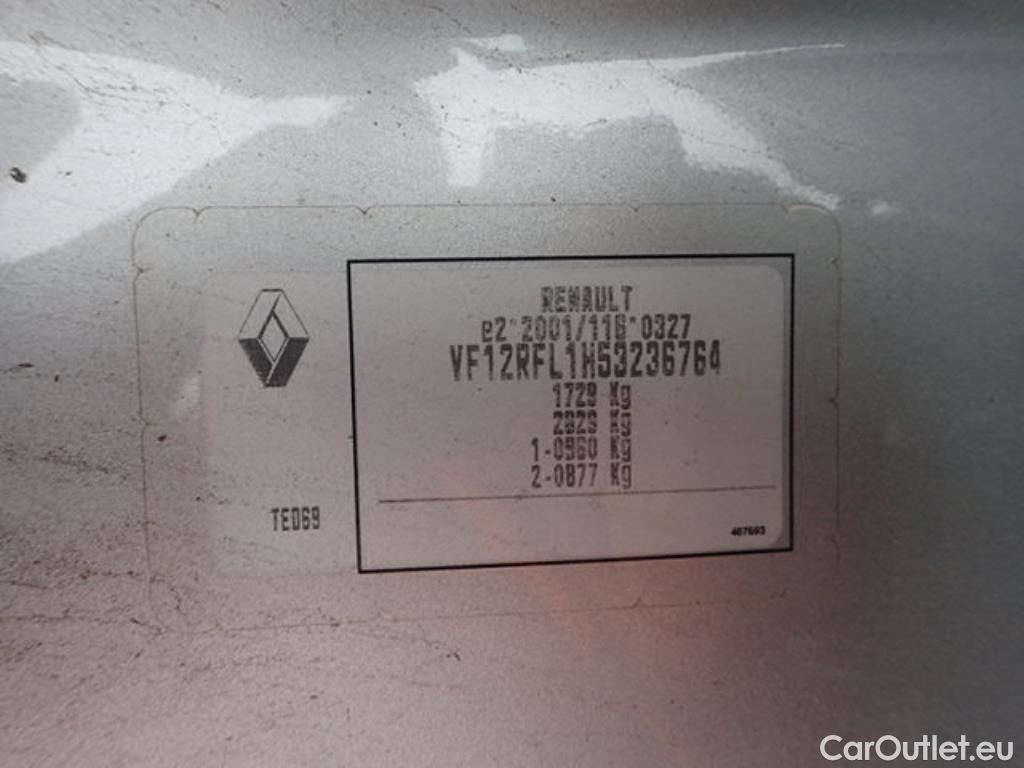 RENAULT
e2*2001/116*0327
VF12RFL1H53236764
1729 Kg
2629 Kg
1-0960 Kg
2-0877 Kg
TED69
467693
CarOutlet.eu